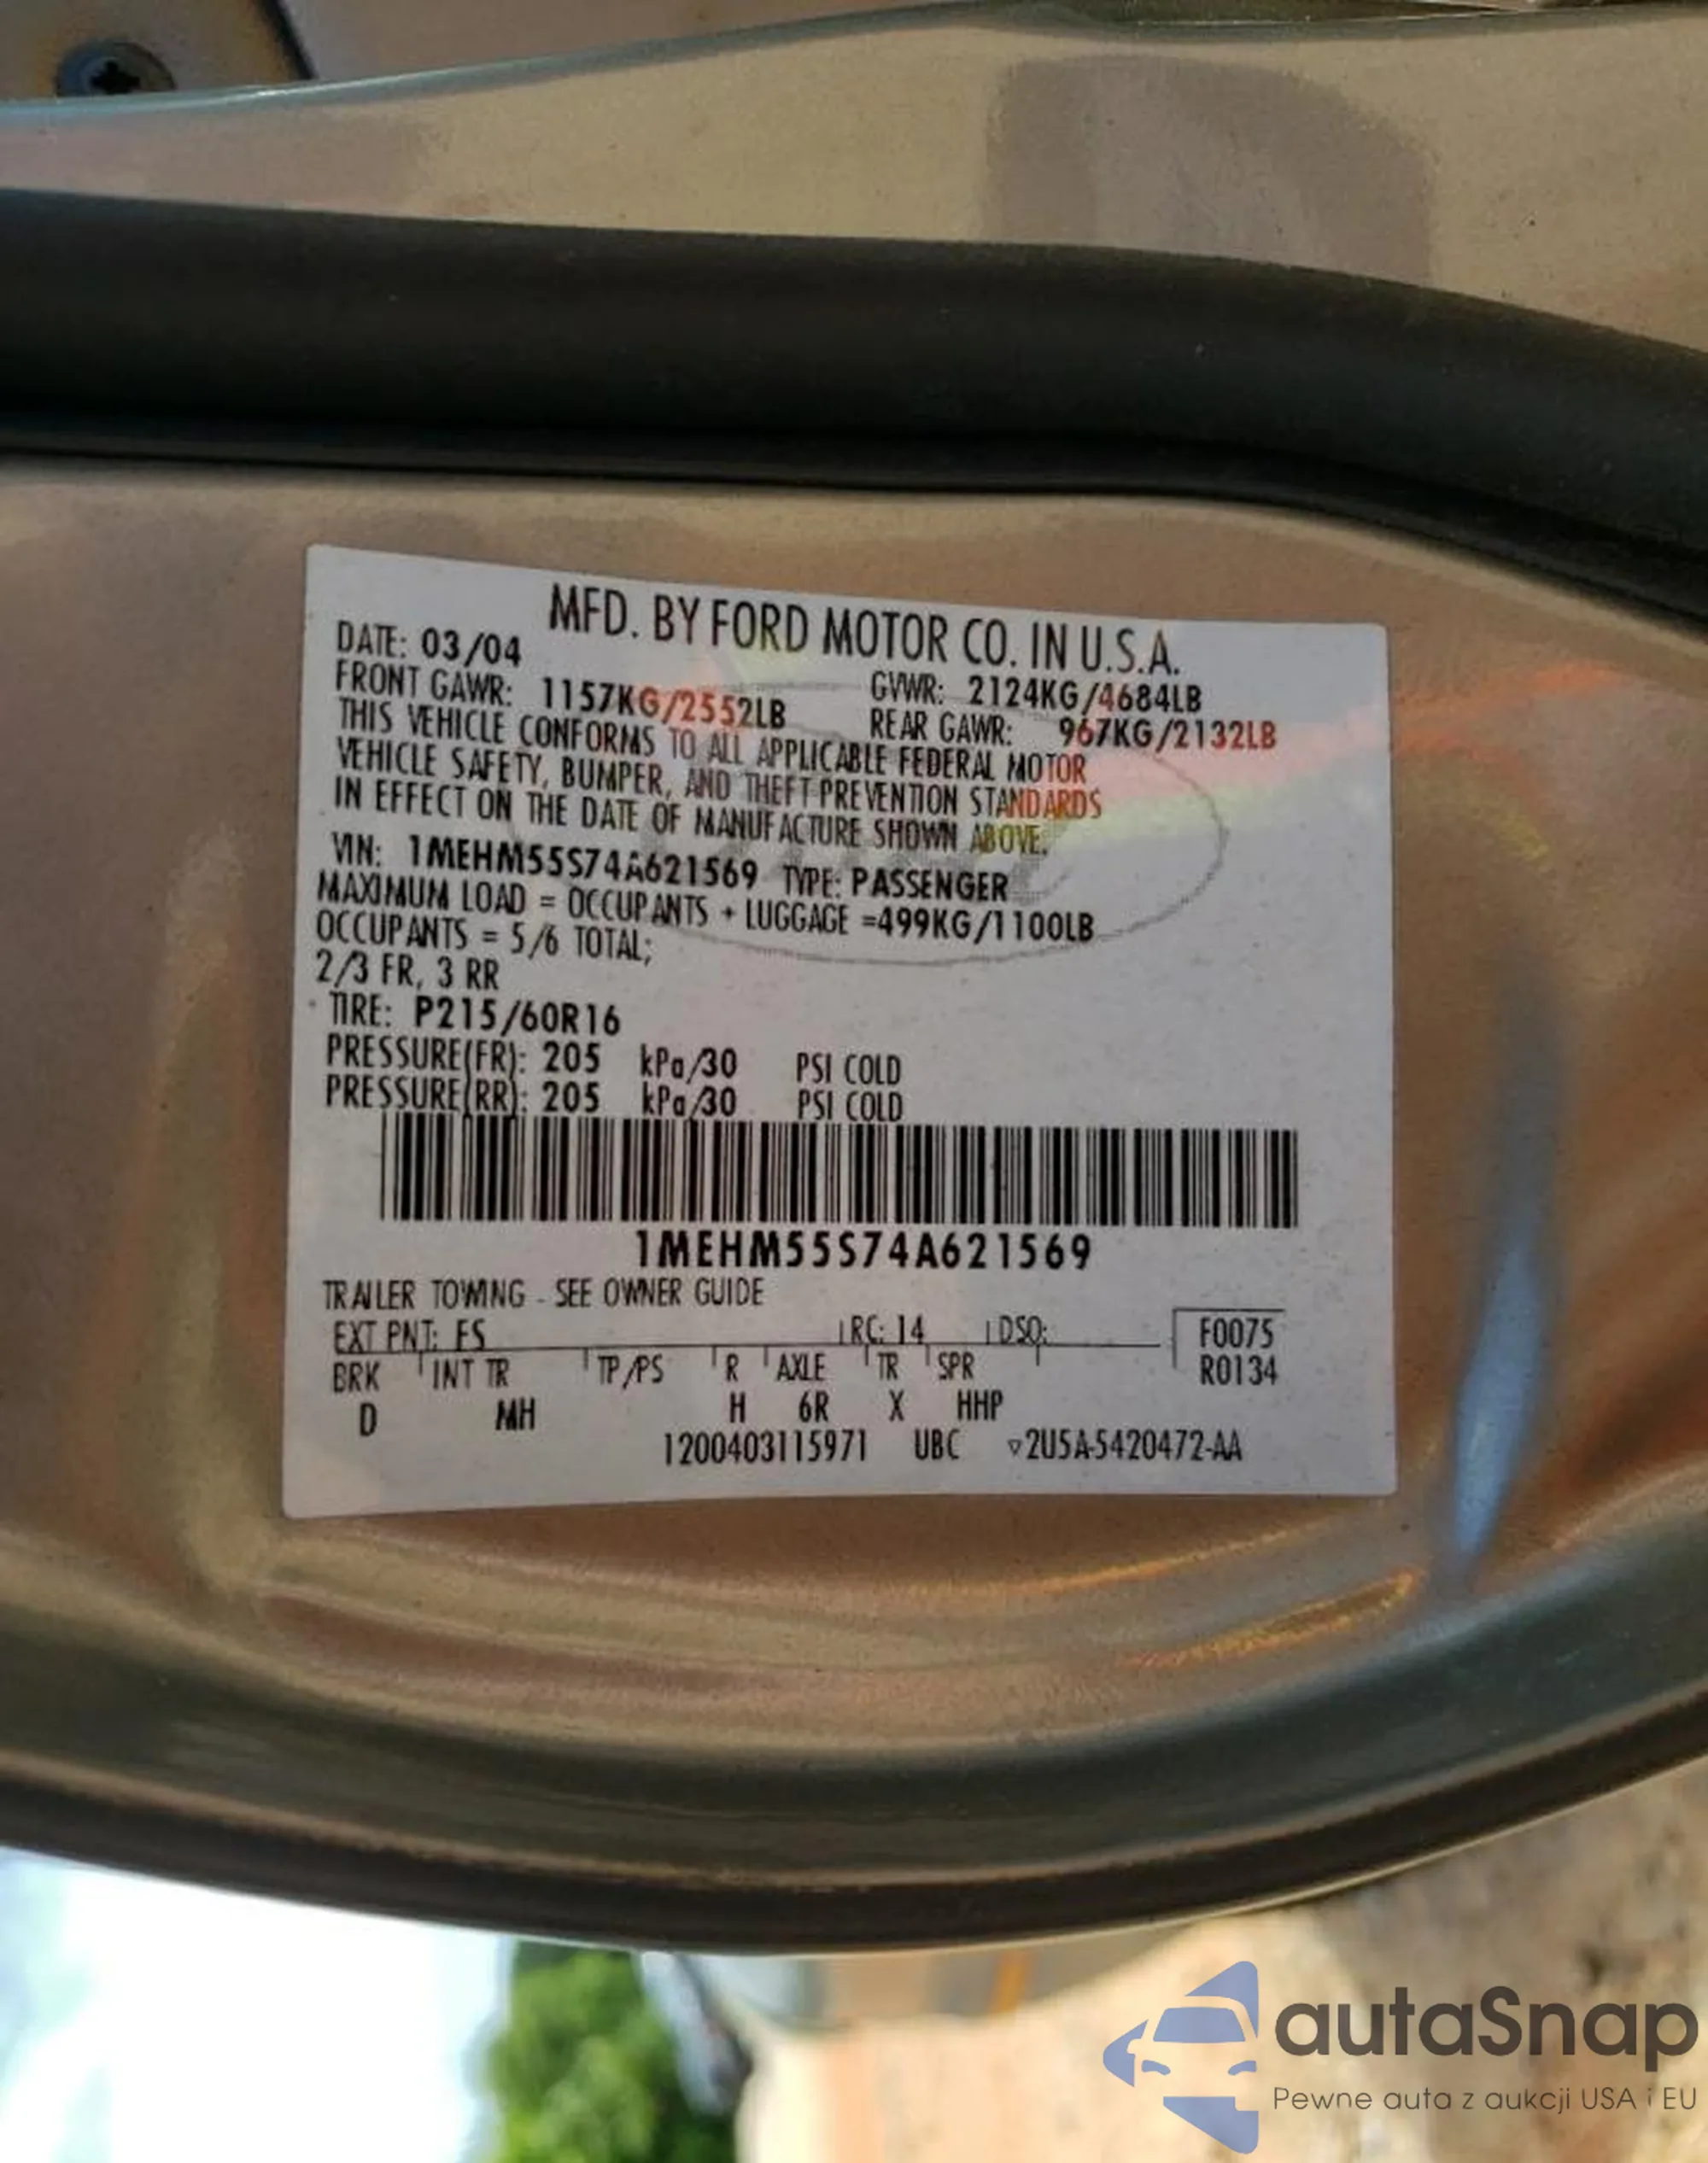 MFD. BY FORD MOTOR CO. IN U.S.A.
DATE: 03/04
GVWR: 2124KG/4684LB
FRONT GAWR: 1157KG/2552LB
REAR GAWR: 967KG/2132LB
THIS VEHICLE CONFORMS TO ALL APPLICABLE FEDERAL MOTOR
VEHICLE SAFETY, BUMPER, AND THEFT PREVENTION STANDARDS
IN EFFECT ON THE DATE OF MANUFACTURE SHOWN ABOVE.
VIN: 1MEHM55S74A621569 TYPE: PASSENGER
MAXIMUM LOAD = OCCUPANTS + LUGGAGE =499KG/1100LB
OCCUPANTS = 5/6 TOTAL;
2/3 FR, 3 RR
TIRE: P215/60R16
PRESSURE(FR): 205 kPa/30 PSI COLD
PRESSURE(RR): 205 kPa/30 PSI COLD
1MEHM55S74A621569
TRAILER TOWING - SEE OWNER GUIDE
EXT PNT: FS RC: 14 DSO: F0075
BRK INT TR TP/PS R AXLE TR SPR R0134
D MH H 6R X HHP
1200403115971 UBC ▿2U5A-5420472-AA
autaSnap
Pewne auta z aukcji USA i EU